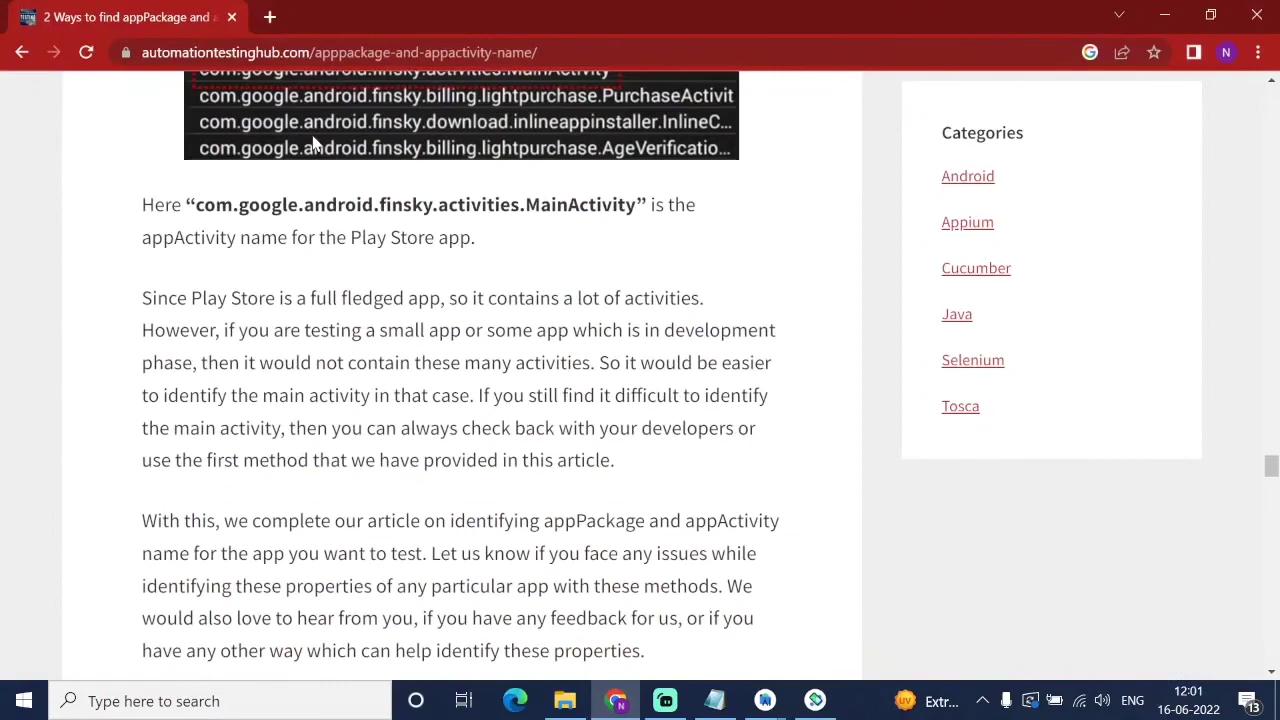 2 Ways to find appPackage and a
automationtestinghub.com/apppackage-and-appactivity-name/
N
com.google.android.finsky.activities.MainActivity
com.google.android.finsky.billing.lightpurchase.PurchaseActivit
com.google.android.finsky.download.inlineappinstaller.InlineC...
com.google.android.finsky.billing.lightpurchase.AgeVerificatio...
Here “com.google.android.finsky.activities.MainActivity” is the
appActivity name for the Play Store app.
Since Play Store is a full fledged app, so it contains a lot of activities.
However, if you are testing a small app or some app which is in development
phase, then it would not contain these many activities. So it would be easier
to identify the main activity in that case. If you still find it difficult to identify
the main activity, then you can always check back with your developers or
use the first method that we have provided in this article.
With this, we complete our article on identifying appPackage and appActivity
name for the app you want to test. Let us know if you face any issues while
identifying these properties of any particular app with these methods. We
would also love to hear from you, if you have any feedback for us, or if you
have any other way which can help identify these properties.
Categories
Android
Appium
Cucumber
Java
Selenium
Tosca
Type here to search
Extr...
ENG
12:01
16-06-2022
13